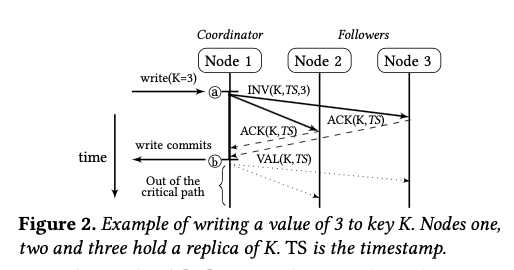 Coordinator Followers
Node 1 Node 2 Node 3
write(K=3)
ⓐ INV(K,TS,3)
ACK(K,TS)
ACK(K,TS)
write commits
time
ⓑ VAL(K,TS)
Out of the
critical path
Figure 2. Example of writing a value of 3 to key K. Nodes one,
two and three hold a replica of K. TS is the timestamp.